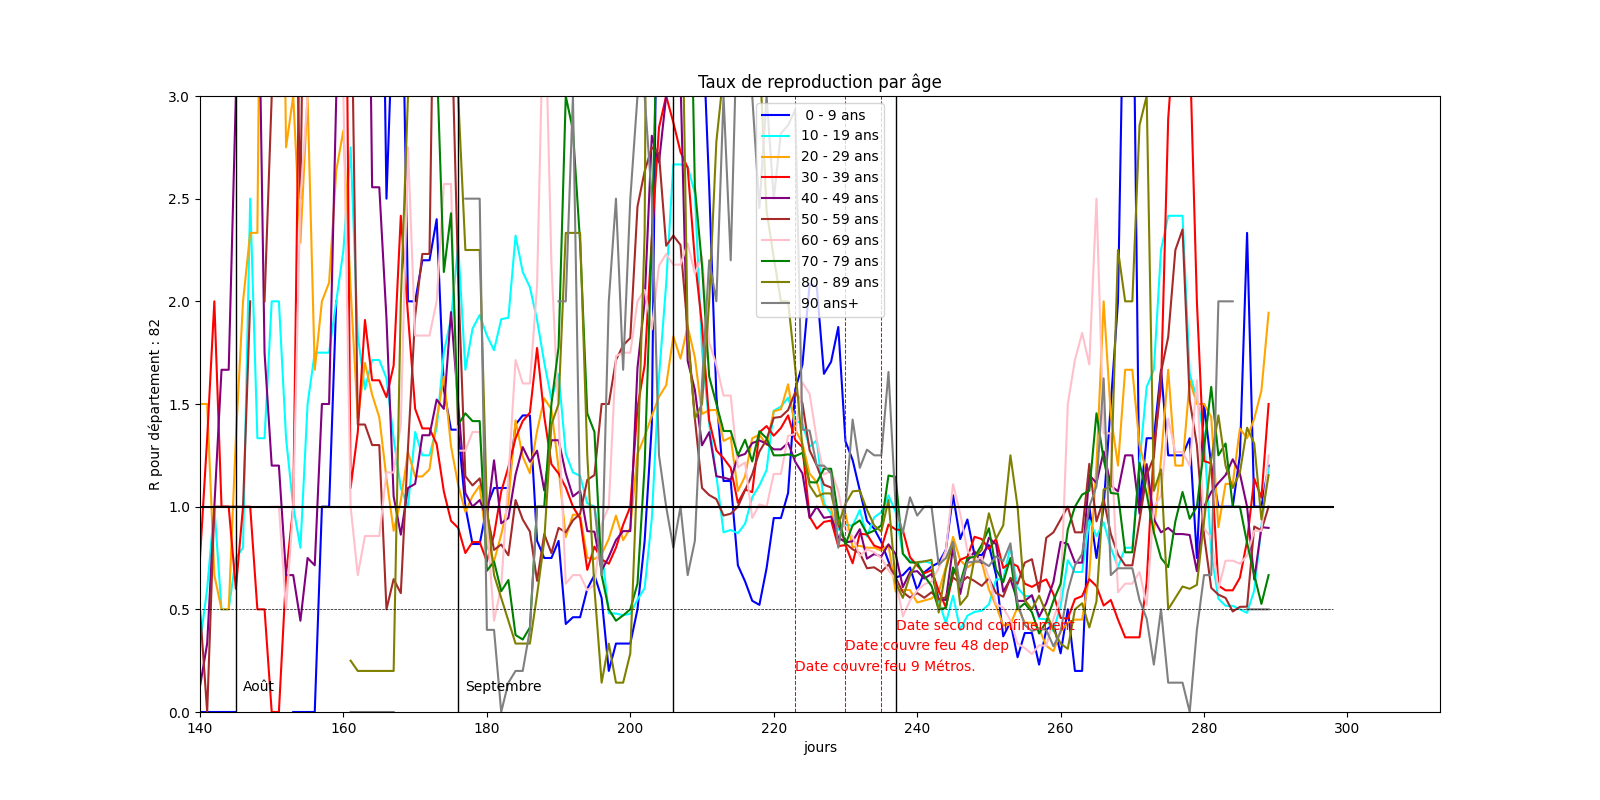 Taux de reproduction par âge
R pour département : 82
3.0
2.5
2.0
1.5
1.0
0.5
0.0
0 - 9 ans
10 - 19 ans
20 - 29 ans
30 - 39 ans
40 - 49 ans
50 - 59 ans
60 - 69 ans
70 - 79 ans
80 - 89 ans
90 ans+
Date second confinement
Date couvre feu 48 dep
Date couvre feu 9 Métros.
Août
Septembre
140 160 180 200 220 240 260 280 300
jours